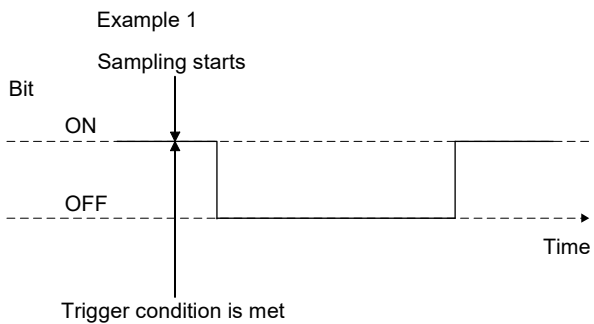 Example 1
Sampling starts
Bit
ON
OFF
Time
Trigger condition is met